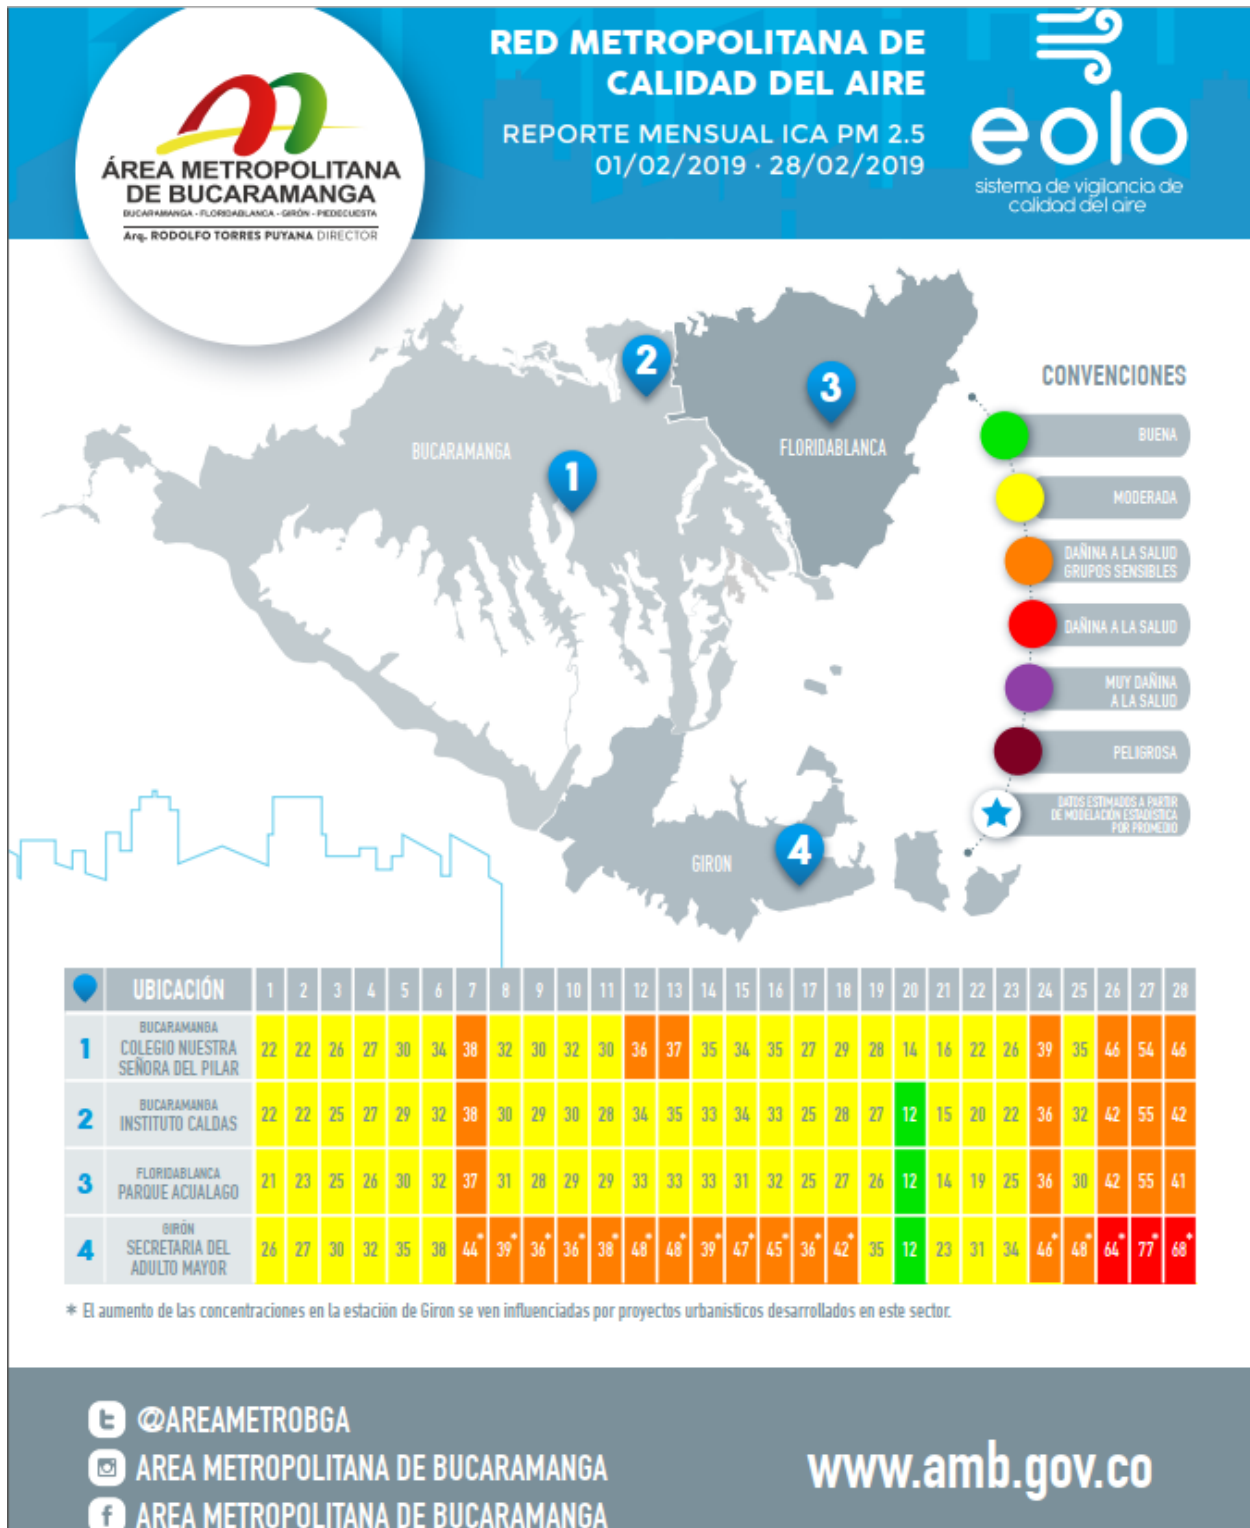 RED METROPOLITANA DE
CALIDAD DEL AIRE
REPORTE MENSUAL ICA PM 2.5
01/02/2019 · 28/02/2019
ÁREA METROPOLITANA
DE BUCARAMANGA
BUCARAMANGA - FLORIDABLANCA - GIRÓN - PIEDECUESTA
Arq. RODOLFO TORRES PUYANA DIRECTOR
eolo
sistema de vigilancia de
calidad del aire
CONVENCIONES
BUENA
MODERADA
DAÑINA A LA SALUD
GRUPOS SENSIBLES
DAÑINA A LA SALUD
MUY DAÑINA
A LA SALUD
PELIGROSA
DATOS ESTIMADOS A PARTIR
DE MODELACIÓN ESTADÍSTICA
POR PROMEDIO
2
3
BUCARAMANGA
FLORIDABLANCA
1
4
GIRON
UBICACIÓN 1 2 3 4 5 6 7 8 9 10 11 12 13 14 15 16 17 18 19 20 21 22 23 24 25 26 27 28
BUCARAMANGA
1 COLEGIO NUESTRA 22 22 26 27 30 34 38 32 30 32 30 36 37 35 34 35 27 29 28 14 16 22 26 39 35 46 54 46
SEÑORA DEL PILAR
BUCARAMANGA
2 INSTITUTO CALDAS 22 22 25 27 29 32 38 30 29 30 28 34 35 33 34 33 25 28 27 12 15 20 22 36 32 42 55 42
FLORIDABLANCA
3 PARQUE ACUALAGO 21 23 25 26 30 32 37 31 28 29 29 33 33 33 31 32 25 27 26 12 14 19 25 36 30 42 55 41
GIRÓN
4 SECRETARIA DEL 26 27 30 32 35 38 44* 39* 36* 36* 38* 48* 48* 39* 47* 45* 36* 42* 35 12 23 31 34 46* 48* 64* 77* 68*
ADULTO MAYOR
* El aumento de las concentraciones en la estación de Giron se ven influenciadas por proyectos urbanisticos desarrollados en este sector.
@AREAMETROBGA
AREA METROPOLITANA DE BUCARAMANGA
AREA METROPOLITANA DE BUCARAMANGA
www.amb.gov.co